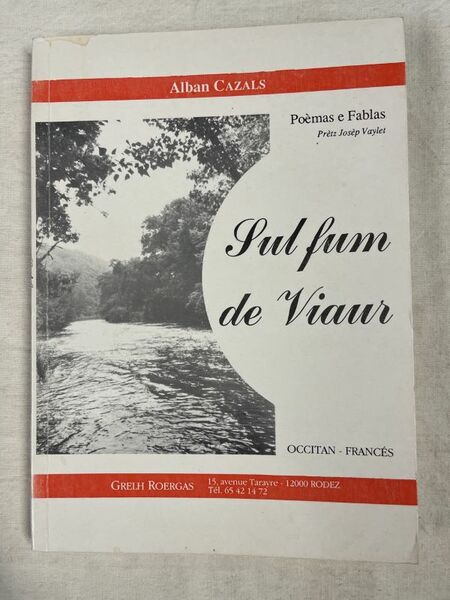 Alban CAZALS
Poèmas e Fablas
Prètz Josèp Vaylet
Sul fum
de Viaur
OCCITAN - FRANCÉS
GRELH ROERGAS
15, avenue Tarayre - 12000 RODEZ
Tél. 65 42 14 72